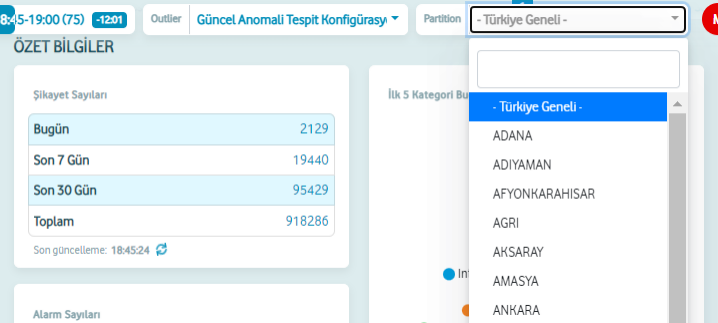 8:45-19:00 (75) -12:01 Outlier Güncel Anomali Tespit Konfigürasy Partition - Türkiye Geneli -
ÖZET BİLGİLER
Şikayet Sayıları
İlk 5 Kategori Bu
- Türkiye Geneli -
Bugün 2129
ADANA
Son 7 Gün 19440
ADIYAMAN
Son 30 Gün 95429
AFYONKARAHISAR
Toplam 918286
AGRI
Son güncelleme: 18:45:24
AKSARAY
Int
AMASYA
Alarm Sayıları
ANKARA